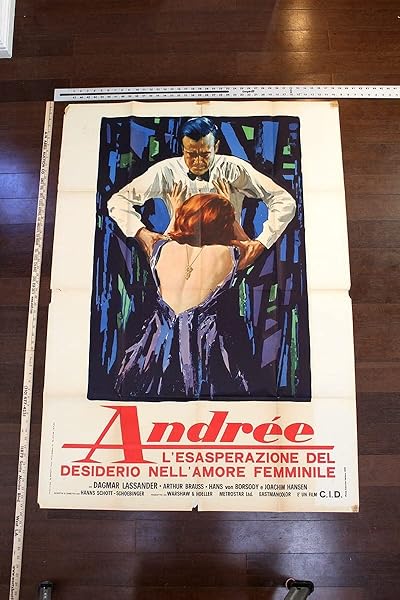 Andrée
L'ESASPERAZIONE DEL
DESIDERIO NELL'AMORE FEMMINILE
DAGMAR LASSANDER • ARTHUR BRAUSS • HANS von BORSODY e JOACHIM HANSEN
HANNS SCHOTT-SCHOEBINGER WARSHAW & HOELLER METROSTAR Ltd. EASTMANCOLOR È UN FILM C.I.D.